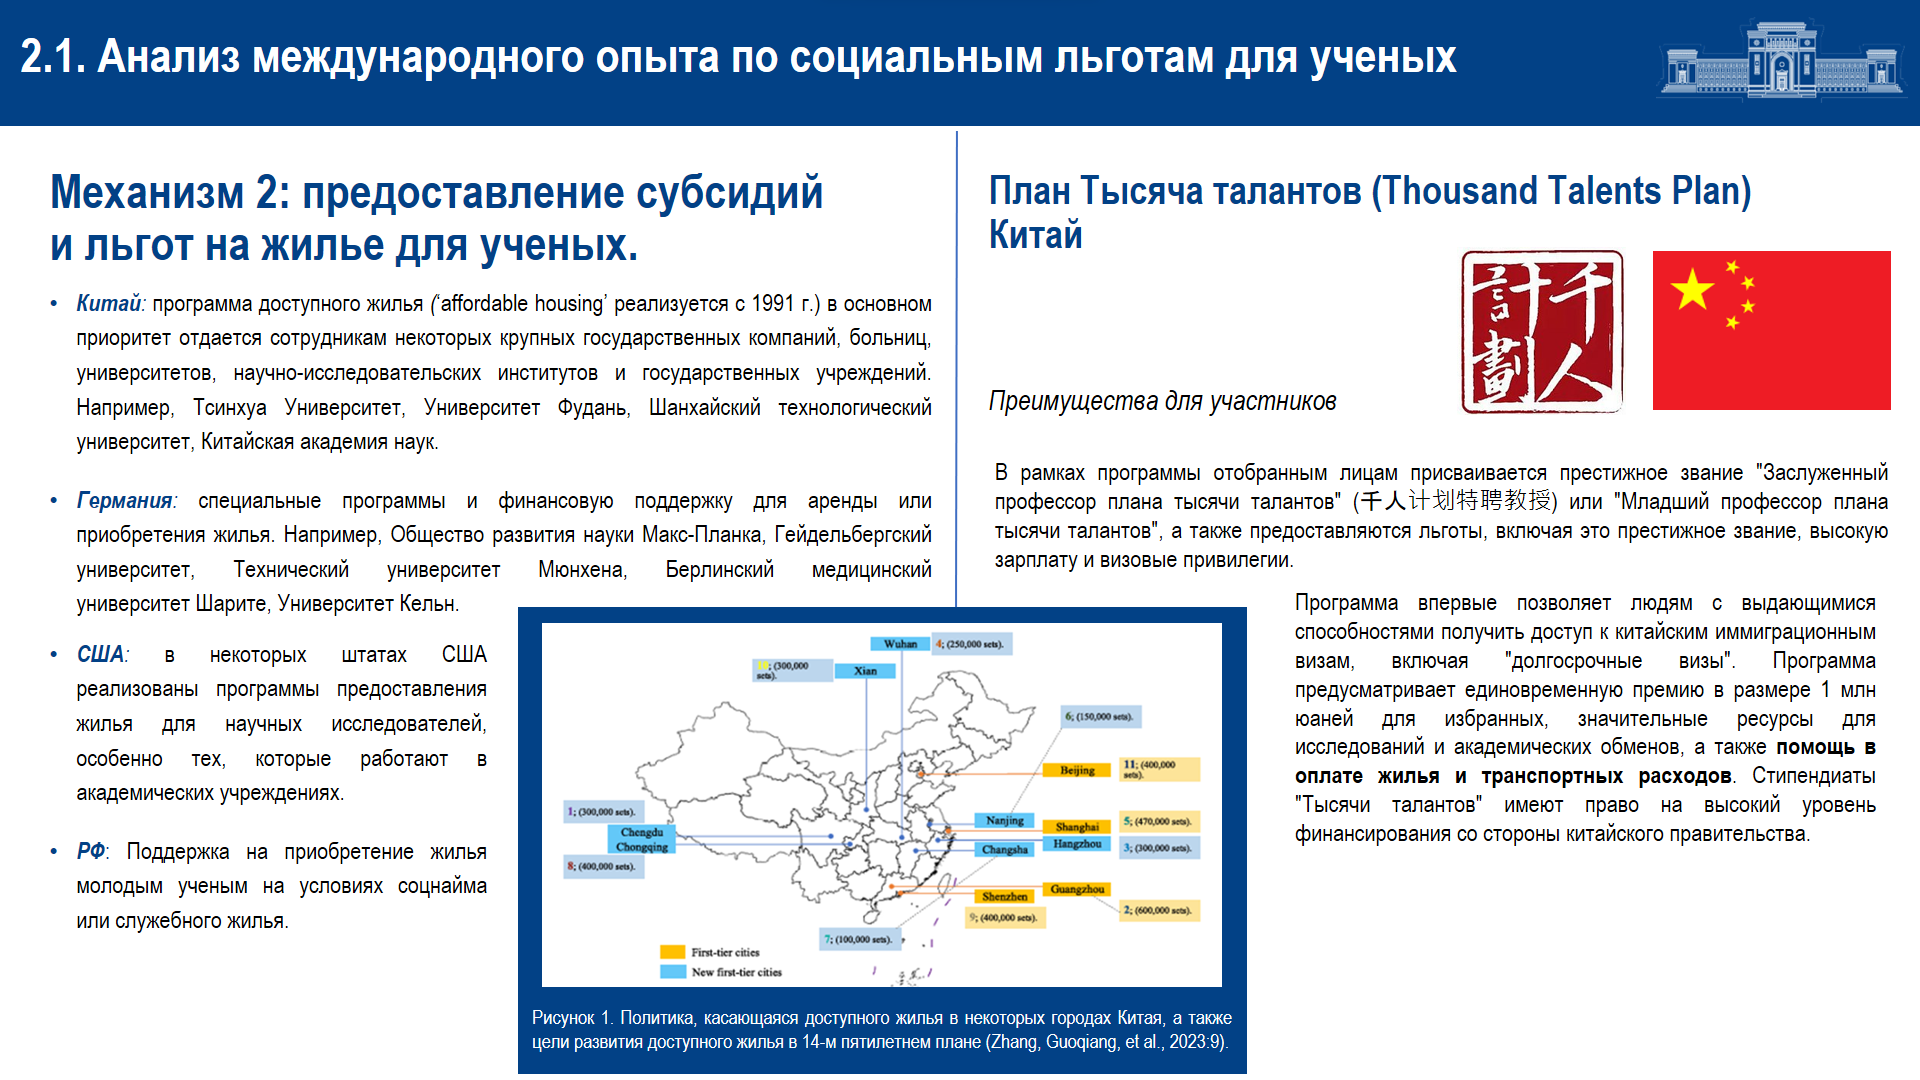 2.1. Анализ международного опыта по социальным льготам для ученых
Механизм 2: предоставление субсидий
и льгот на жилье для ученых.
• Китай: программа доступного жилья (‘affordable housing’ реализуется с 1991 г.) в основном
приоритет отдается сотрудникам некоторых крупных государственных компаний, больниц,
университетов, научно-исследовательских институтов и государственных учреждений.
Например, Тсинхуа Университет, Университет Фудань, Шанхайский технологический
университет, Китайская академия наук.
• Германия: специальные программы и финансовую поддержку для аренды или
приобретения жилья. Например, Общество развития науки Макс-Планка, Гейдельбергский
университет, Технический университет Мюнхена, Берлинский медицинский
университет Шарите, Университет Кельн.
• США: в некоторых штатах США
реализованы программы предоставления
жилья для научных исследователей,
особенно тех, которые работают в
академических учреждениях.
• РФ: Поддержка на приобретение жилья
молодым ученым на условиях соцнайма
или служебного жилья.
План Тысяча талантов (Thousand Talents Plan)
Китай
千人
計劃
Преимущества для участников
В рамках программы отобранным лицам присваивается престижное звание "Заслуженный
профессор плана тысячи талантов" (千人计划特聘教授) или "Младший профессор плана
тысячи талантов", а также предоставляются льготы, включая это престижное звание, высокую
зарплату и визовые привилегии.
Программа впервые позволяет людям с выдающимися
способностями получить доступ к китайским иммиграционным
визам, включая "долгосрочные визы". Программа
предусматривает единовременную премию в размере 1 млн
юаней для избранных, значительные ресурсы для
исследований и академических обменов, а также помощь в
оплате жилья и транспортных расходов. Стипендиаты
"Тысячи талантов" имеют право на высокий уровень
финансирования со стороны китайского правительства.
Wuhan
4; (250,000 sets).
10; (300,000
sets).
Xian
6; (150,000 sets).
Beijing
11; (400,000
sets).
1; (300,000 sets).
Chengdu
Chongqing
8; (400,000 sets).
Nanjing
Shanghai
5; (470,000 sets).
Changsha
Hangzhou
3; (300,000 sets).
Shenzhen
Guangzhou
9; (400,000 sets).
2; (600,000 sets).
7; (100,000 sets).
First-tier cities
New first-tier cities
Рисунок 1. Политика, касающаяся доступного жилья в некоторых городах Китая, а также
цели развития доступного жилья в 14-м пятилетнем плане (Zhang, Guoqiang, et al., 2023:9).